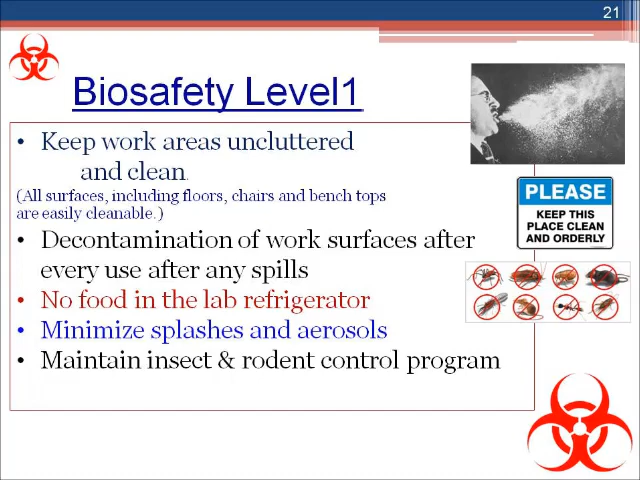 21
Biosafety Level1
• Keep work areas uncluttered
and clean.
(All surfaces, including floors, chairs and bench tops
are easily cleanable.)
PLEASE
KEEP THIS
PLACE CLEAN
AND ORDERLY
• Decontamination of work surfaces after
every use after any spills
• No food in the lab refrigerator
• Minimize splashes and aerosols
• Maintain insect & rodent control program